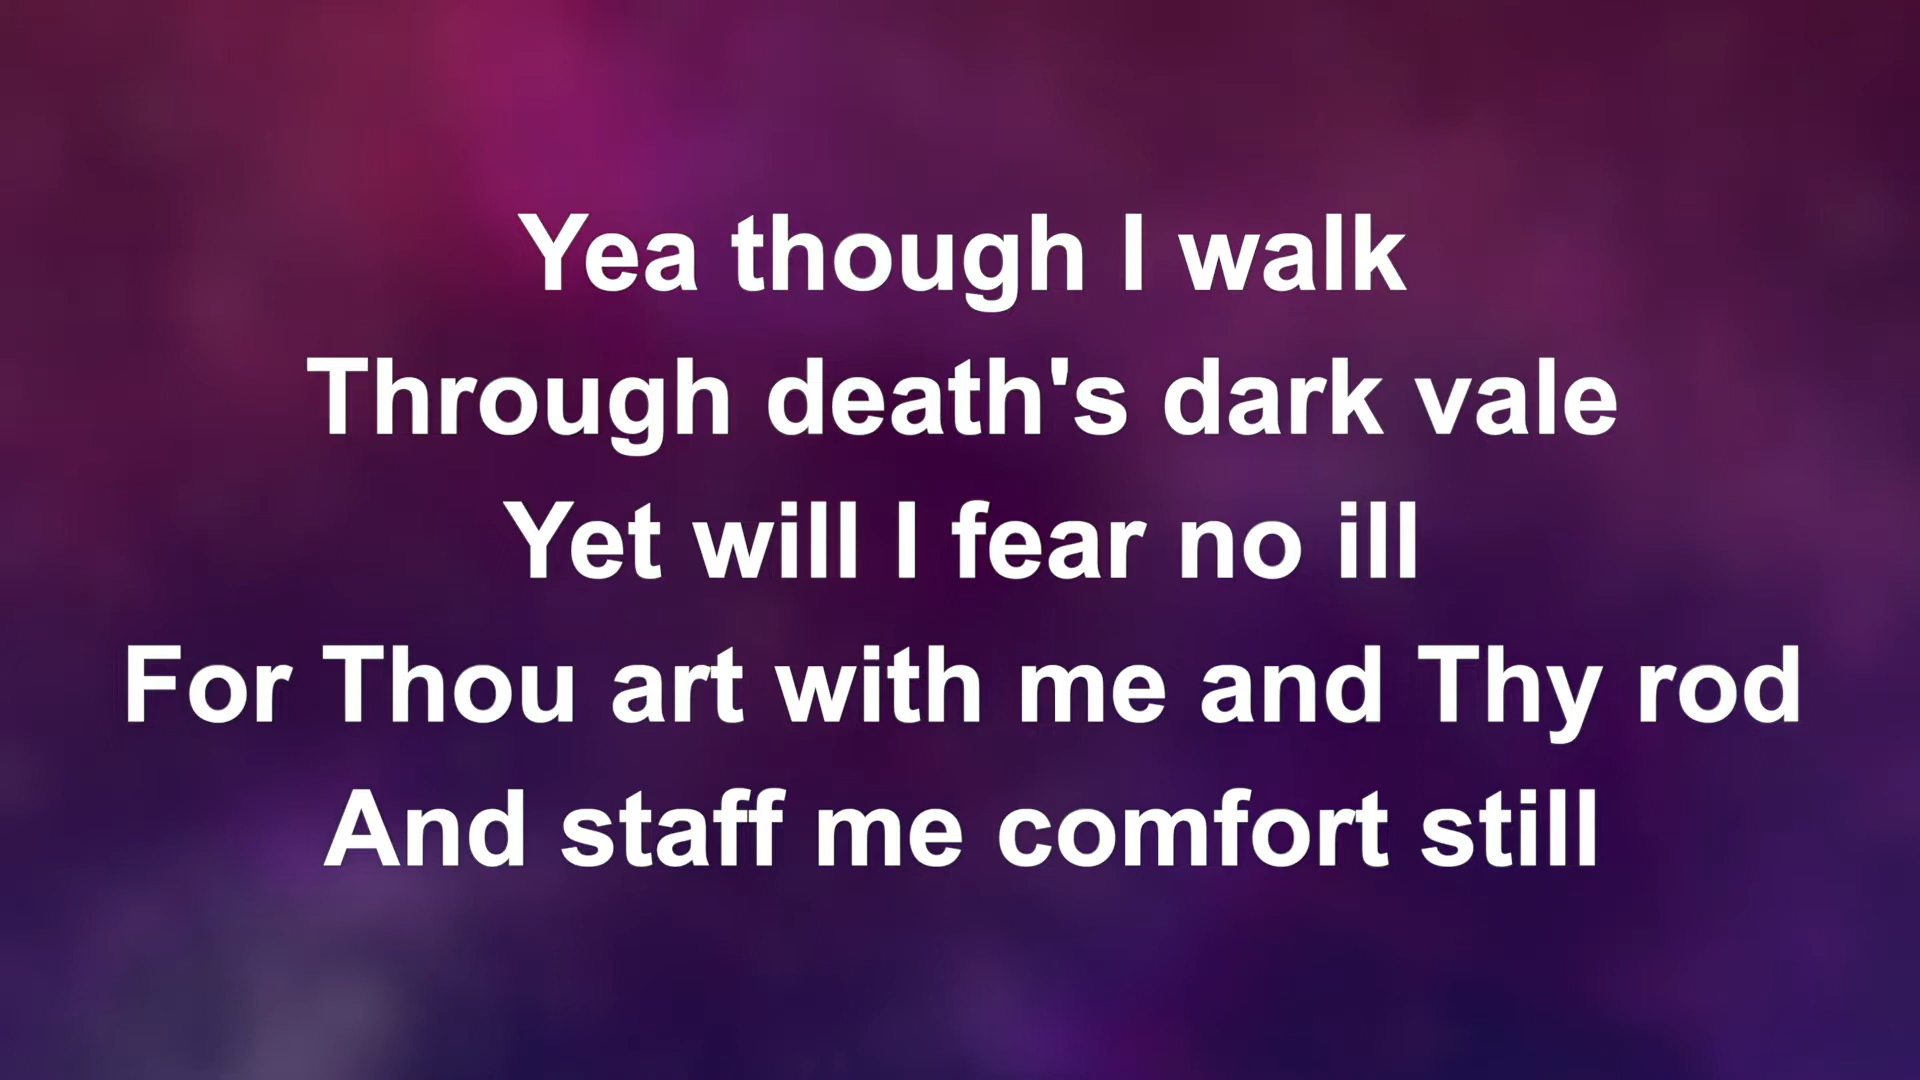 Yea though I walk
Through death's dark vale
Yet will I fear no ill
For Thou art with me and Thy rod
And staff me comfort still